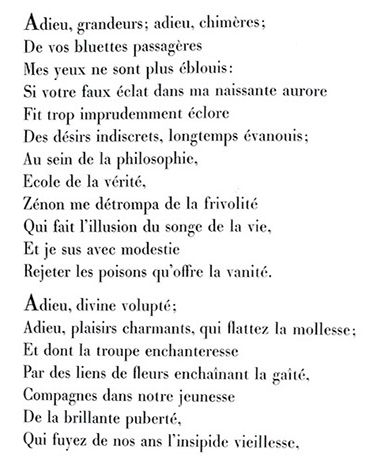 Adieu, grandeurs; adieu, chimères;
De vos bluettes passagères
Mes yeux ne sont plus éblouis:
Si votre faux éclat dans ma naissante aurore
Fit trop imprudemment éclore
Des désirs indiscrets, longtemps évanouis;
Au sein de la philosophie,
Ecole de la vérité,
Zénon me détrompa de la frivolité
Qui fait l'illusion du songe de la vie,
Et je sus avec modestie
Rejeter les poisons qu'offre la vanité.
Adieu, divine volupté;
Adieu, plaisirs charmants, qui flattez la mollesse;
Et dont la troupe enchanteresse
Par des liens de fleurs enchaînant la gaîté,
Compagnes dans notre jeunesse
De la brillante puberté,
Qui fuyez de nos ans l'insipide vieillesse,